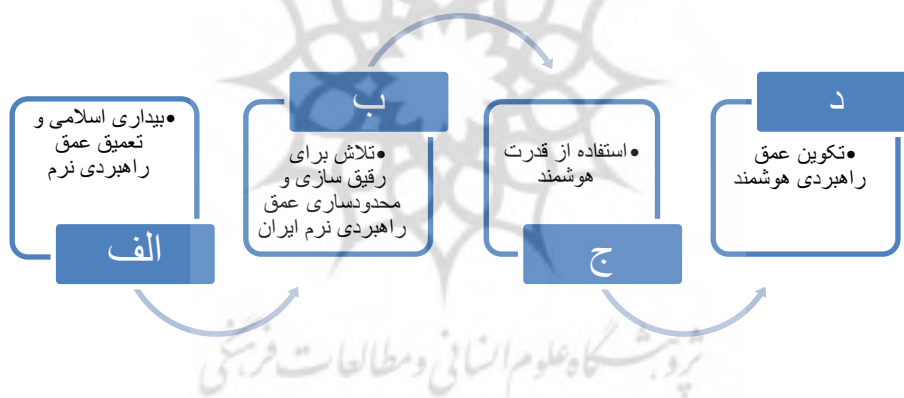 •بیداری اسلامی و
تعمیق عمق
راهبردی نرم
الف
ب
•تلاش برای
رقیق سازی و
محدودساری عمق
راهبردی نرم ایران
•استفاده از قدرت
هوشمند
ج
د
•تکوین عمق
راهبردی هوشمند
پژوهشگاه علوم انسانی و مطالعات فرهنگی